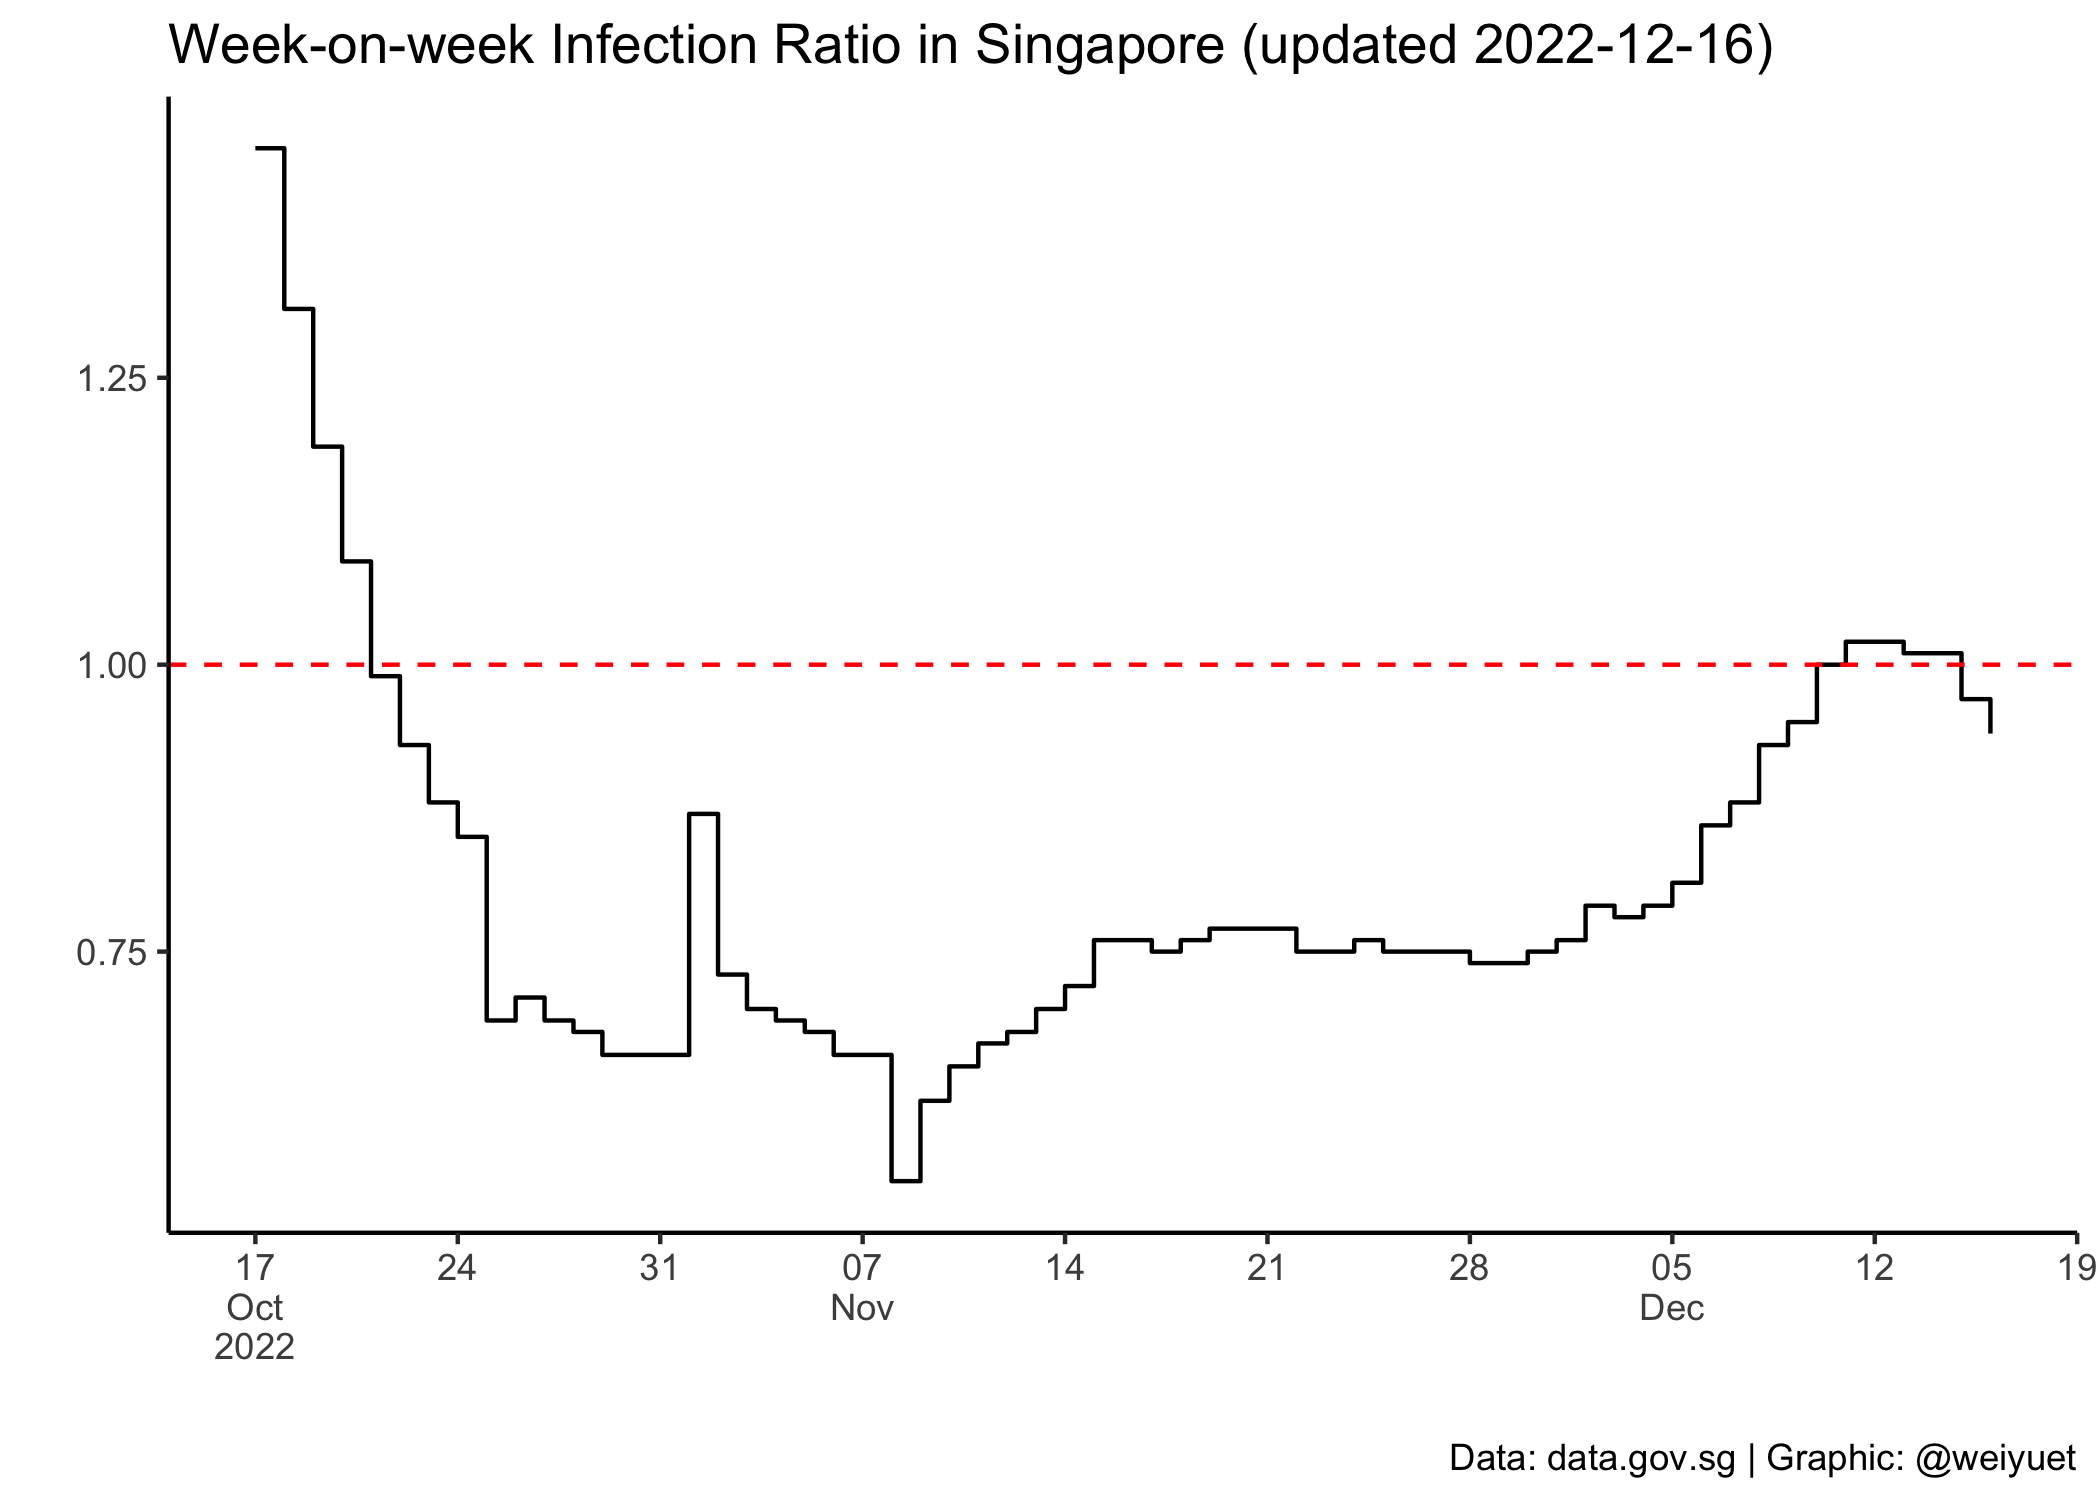 Week-on-week Infection Ratio in Singapore (updated 2022-12-16)
1.25
1.00
0.75
17 24 31 07 14 21 28 05 12 19
Oct Nov Dec
2022
Data: data.gov.sg | Graphic: @weiyuet